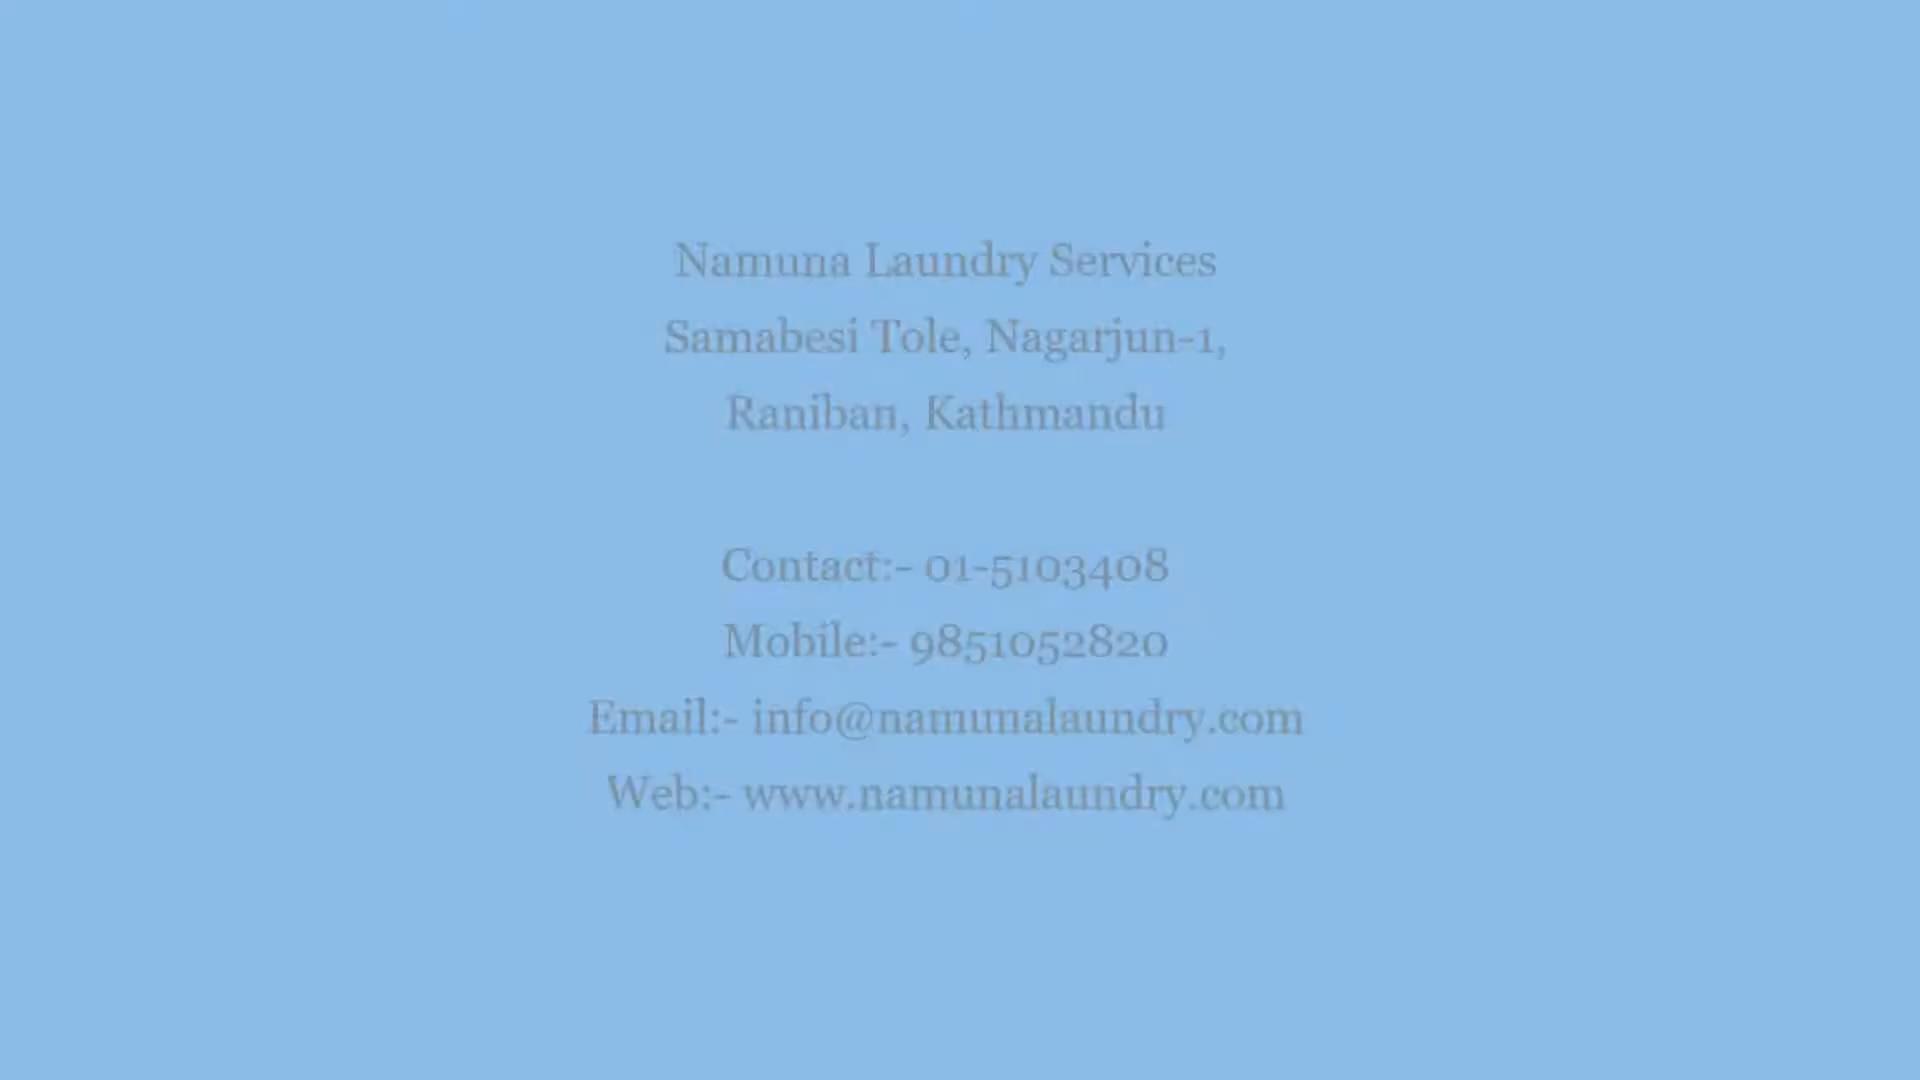 Namuna Laundry Services
Samabesi Tole, Nagarjun-1,
Raniban, Kathmandu
Contact:- 01-5103408
Mobile:- 9851052820
Email:- info@namunalaundry.com
Web:- www.namunalaundry.com